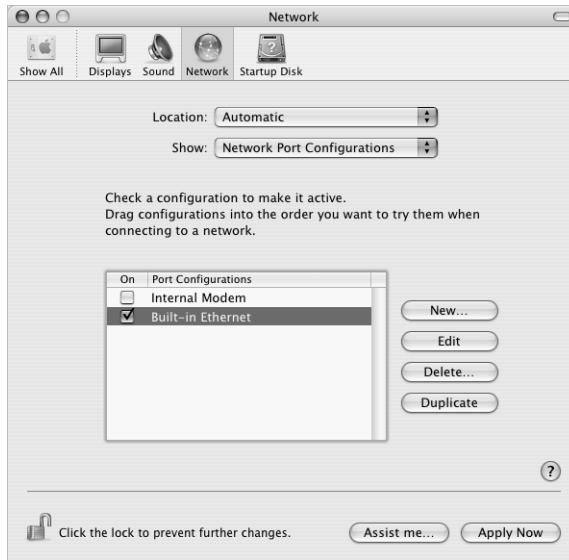 Network
Show All
Displays
Sound
Network
Startup Disk
Location: Automatic
Show: Network Port Configurations
Check a configuration to make it active.
Drag configurations into the order you want to try them when
connecting to a network.
On Port Configurations
Internal Modem
Built-in Ethernet
New...
Edit
Delete...
Duplicate
?
Click the lock to prevent further changes.
Assist me...
Apply Now